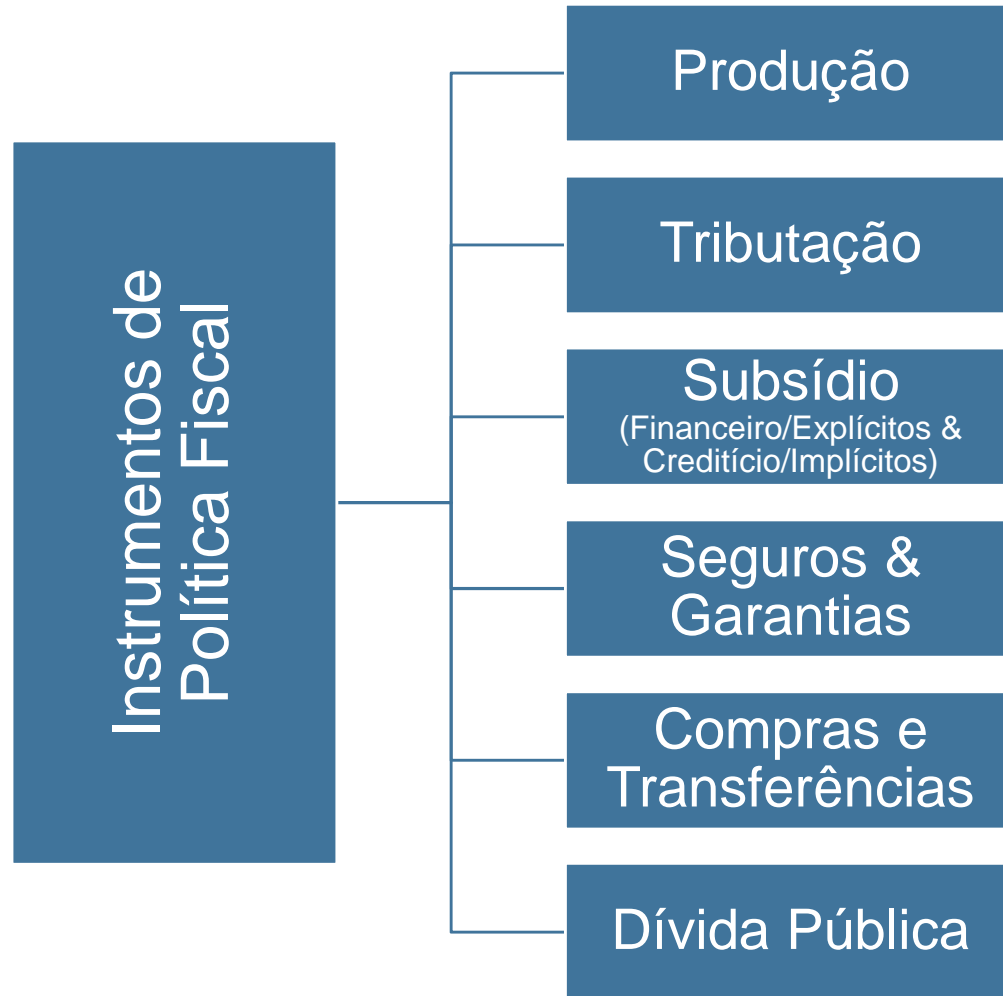 Instrumentos de
Política Fiscal
Produção
Tributação
Subsídio
(Financeiro/Explícitos &
Creditício/Implícitos)
Seguros &
Garantias
Compras e
Transferências
Dívida Pública